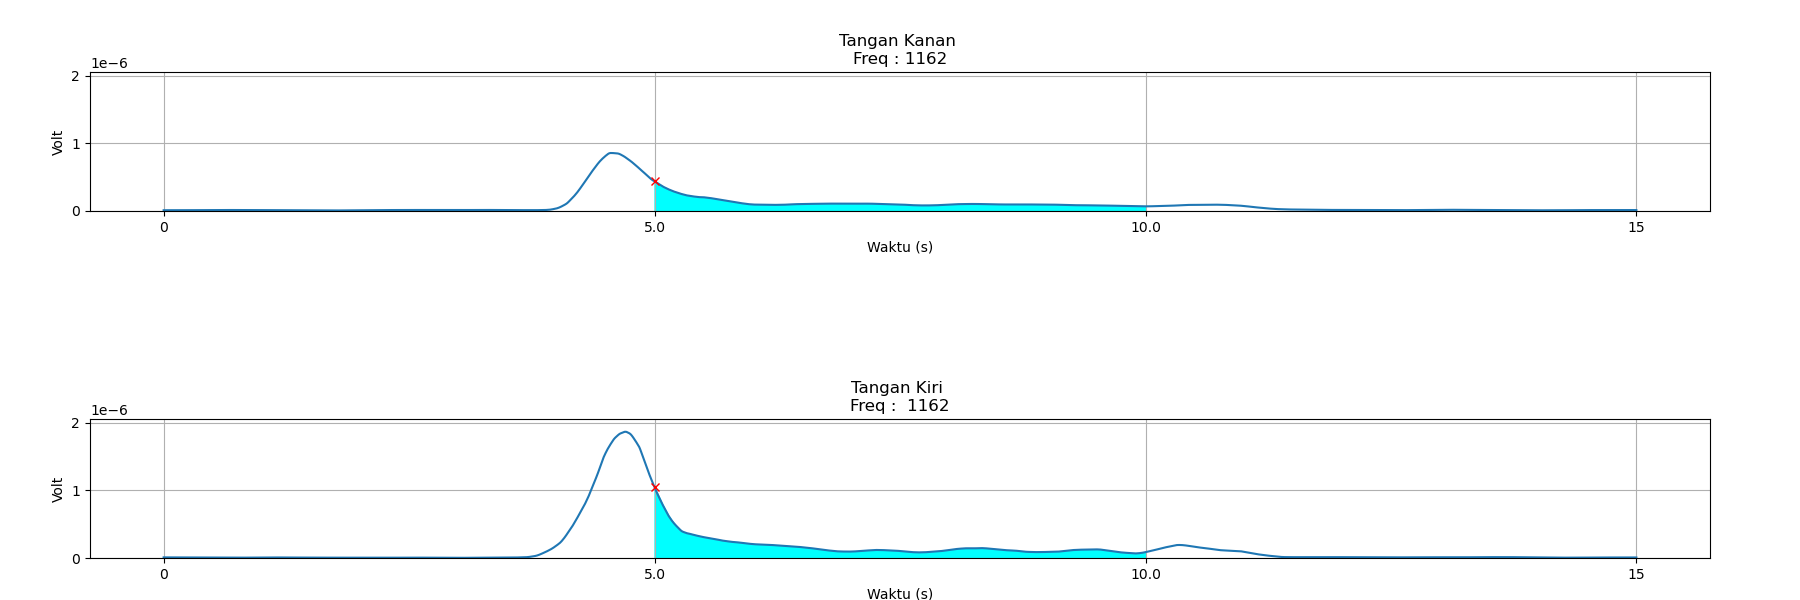 Tangan Kanan
Freq : 1162
1e−6
2
1
0
Volt
0 5.0 10.0 15
Waktu (s)
Tangan Kiri
Freq :  1162
1e−6
2
1
0
Volt
0 5.0 10.0 15
Waktu (s)